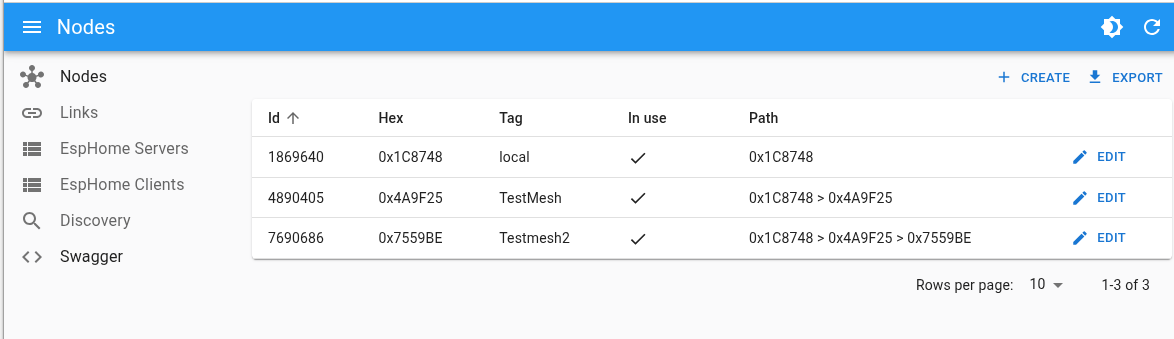 Nodes
Nodes
Links
EspHome Servers
EspHome Clients
Discovery
Swagger
CREATE EXPORT
Id Hex Tag In use Path
1869640 0x1C8748 local 0x1C8748 EDIT
4890405 0x4A9F25 TestMesh 0x1C8748 > 0x4A9F25 EDIT
7690686 0x7559BE Testmesh2 0x1C8748 > 0x4A9F25 > 0x7559BE EDIT
Rows per page: 10 1-3 of 3